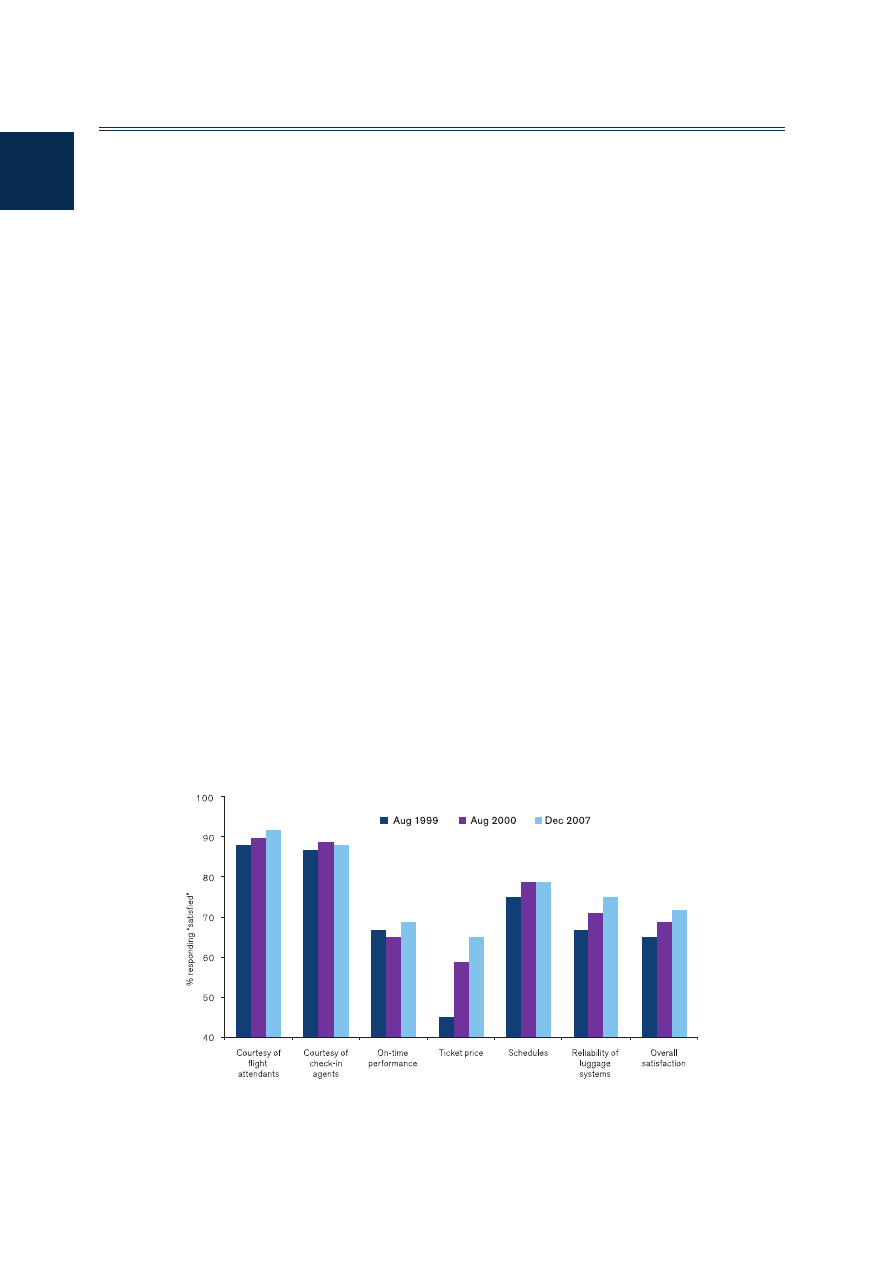 100
Aug 1999 Aug 2000 Dec 2007
90
80
70
60
50
40
% responding "satisfied"
Courtesy of
flight
attendants
Courtesy of
check-in
agents
On-time
performance
Ticket price
Schedules
Reliability of
luggage
systems
Overall
satisfaction